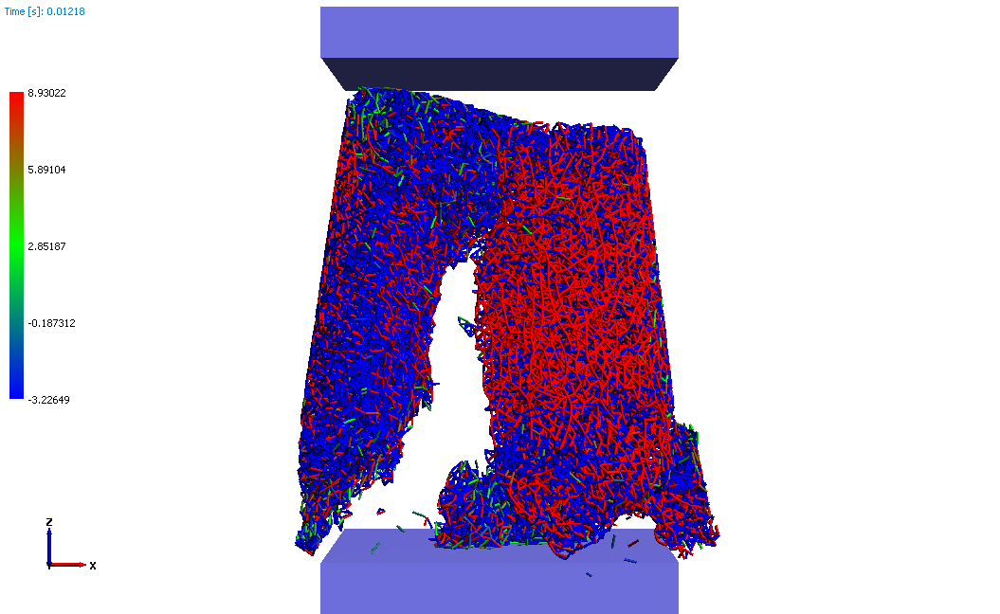 Time [s]: 0.01218
8.93022
5.89104
2.85187
-0.187312
-3.22649
Z
Y
X